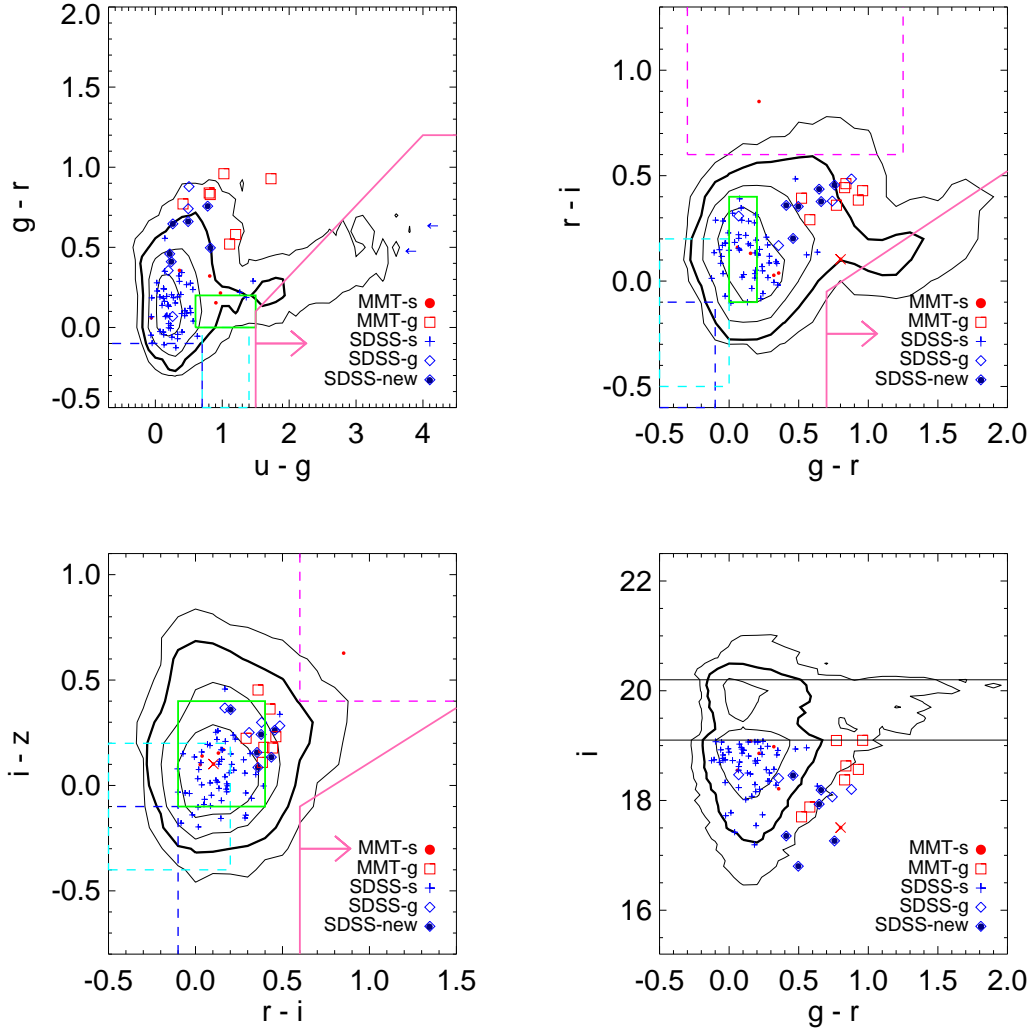 2.0
1.5
1.0
0.5
0.0
-0.5
g - r
0 1 2 3 4
u - g
MMT-s
MMT-g
SDSS-s
SDSS-g
SDSS-new
1.0
0.5
0.0
-0.5
r - i
-0.5 0.0 0.5 1.0 1.5 2.0
g - r
MMT-s
MMT-g
SDSS-s
SDSS-g
SDSS-new
1.0
0.5
0.0
-0.5
i - z
-0.5 0.0 0.5 1.0 1.5
r - i
MMT-s
MMT-g
SDSS-s
SDSS-g
SDSS-new
22
20
18
16
i
-0.5 0.0 0.5 1.0 1.5 2.0
g - r
MMT-s
MMT-g
SDSS-s
SDSS-g
SDSS-new